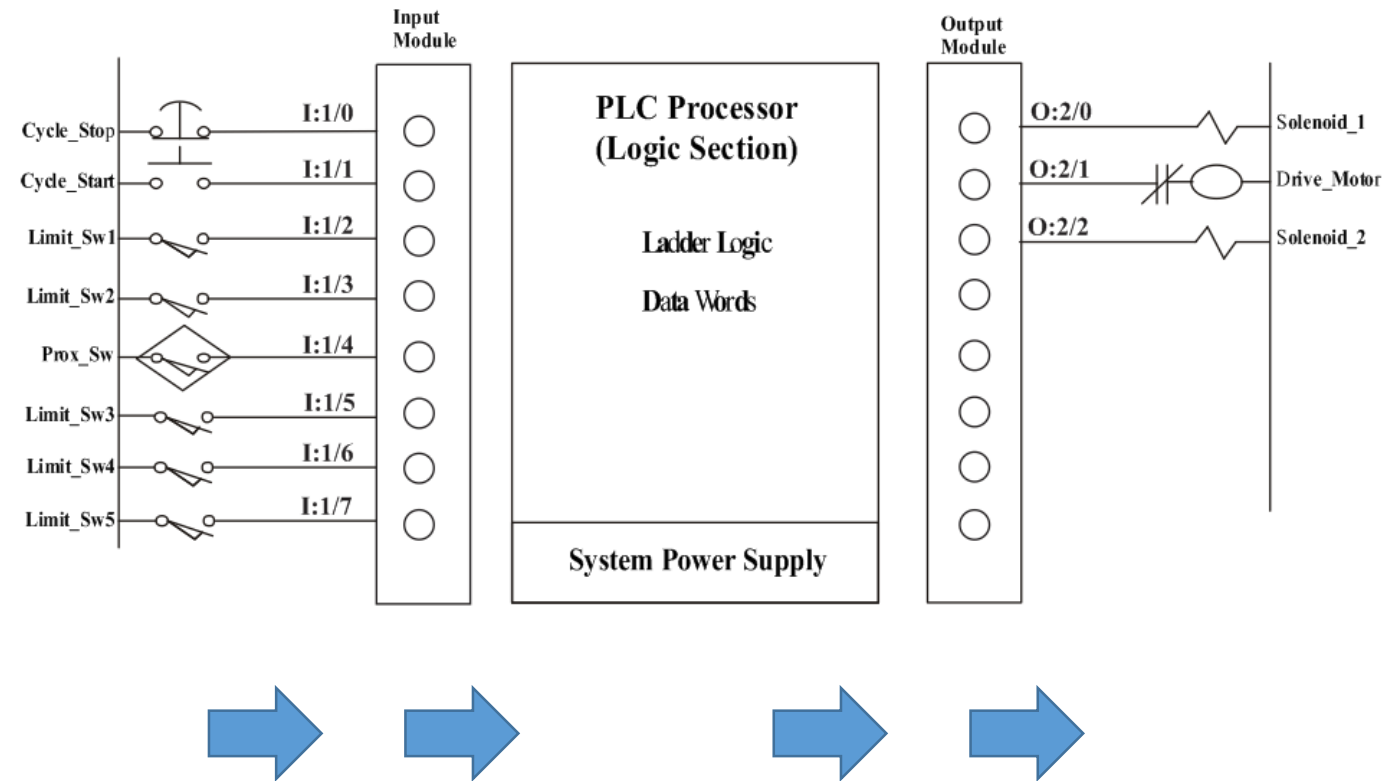 Input
Module
Output
Module
Cycle_Stop
I:1/0
Cycle_Start
I:1/1
Limit_Sw1
I:1/2
Limit_Sw2
I:1/3
Prox_Sw
I:1/4
Limit_Sw3
I:1/5
Limit_Sw4
I:1/6
Limit_Sw5
I:1/7
PLC Processor
(Logic Section)
Ladder Logic
Data Words
System Power Supply
O:2/0
Solenoid_1
O:2/1
Drive_Motor
O:2/2
Solenoid_2